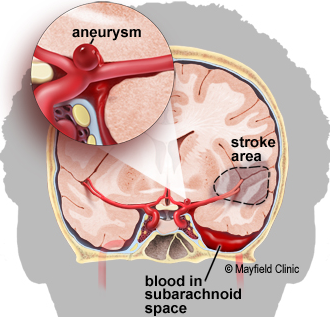 aneurysm
stroke
area
© Mayfield Clinic
blood in
subarachnoid
space